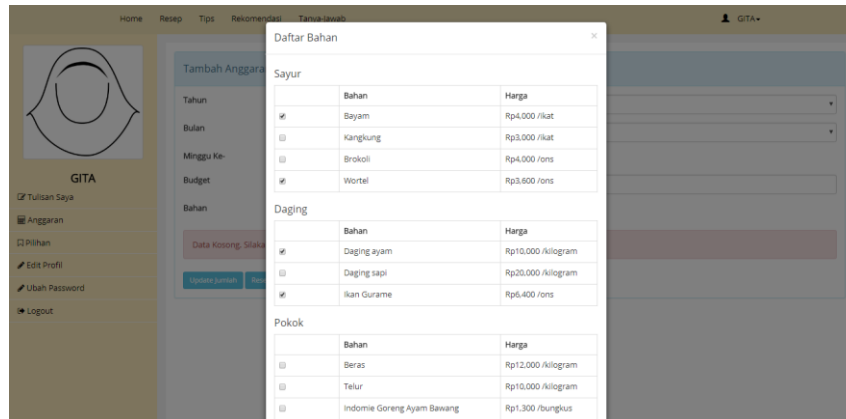 Home Resep Tips Rekomendasi Tanya-jawab GITA
Daftar Bahan ×
Tambah Anggara
Sayur
Tahun
Bahan Harga
Bayam Rp4,000 /ikat
Bulan
Kangkung Rp3,000 /ikat
Minggu Ke-
Brokoli Rp4,000 /ons
GITA
Budget
Wortel Rp3,600 /ons
Tulisan Saya
Bahan
Daging
Anggaran
Bahan Harga
Pilihan
Data Kosong. Silaka
Daging ayam Rp10,000 /kilogram
Edit Profil
Daging sapi Rp20,000 /kilogram
Update Jumlah Rese
Ubah Password
Ikan Gurame Rp6,400 /ons
Logout
Pokok
Bahan Harga
Beras Rp12,000 /kilogram
Telur Rp10,000 /kilogram
Indomie Goreng Ayam Bawang Rp1,300 /bungkus